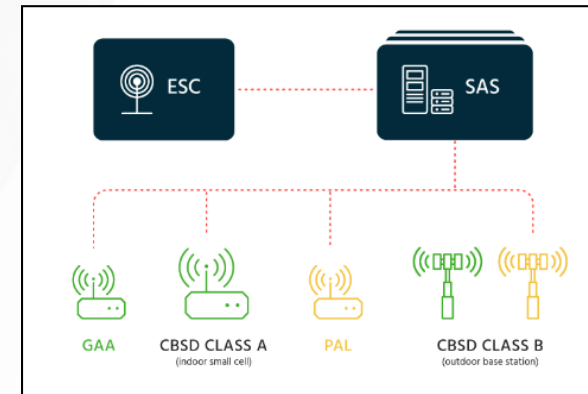 ESC
SAS
GAA
CBSD CLASS A
(indoor small cell)
PAL
CBSD CLASS B
(outdoor base station)